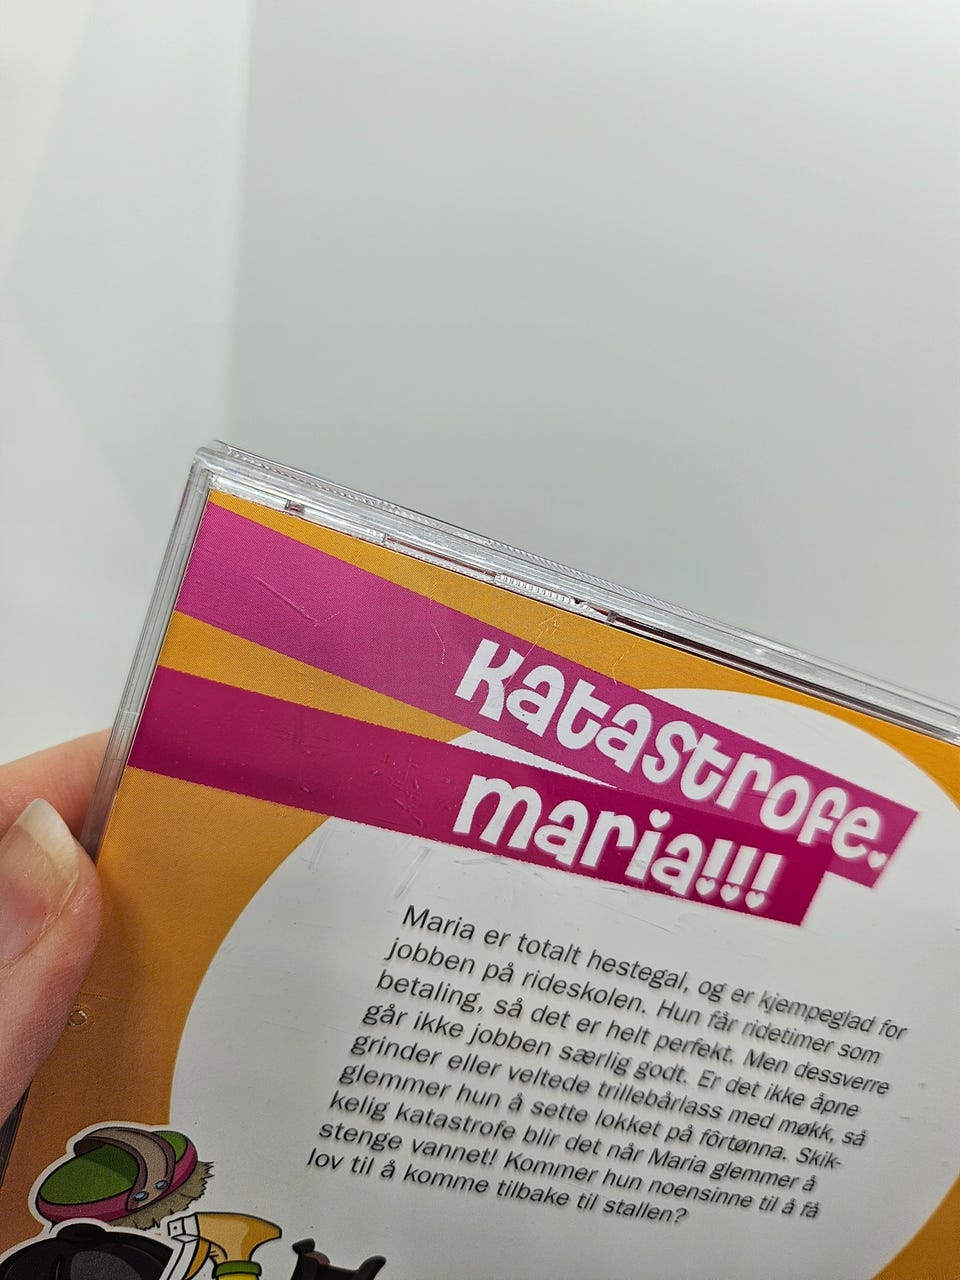 Katastrofe.
maria!!!
Maria er totalt hestegal, og er kjempeglad for
jobben på rideskolen. Hun får ridetimer som
betaling, så det er helt perfekt. Men dessverre
går ikke jobben særlig godt. Er det ikke åpne
grinder eller veltede trillebårlass med møkk, så
glemmer hun å sette lokket på fôrtønna. Skik-
kelig katastrofe blir det når Maria glemmer å
stenge vannet! Kommer hun noensinne til å få
lov til å komme tilbake til stallen?